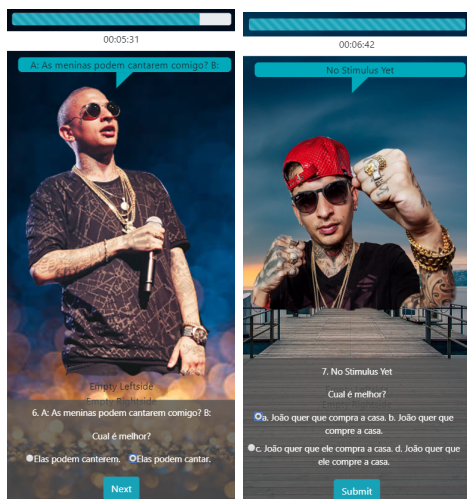 00:05:31
A: As meninas podem cantarem comigo? B:
Empty Leftside
Empty Rightside
6. A: As meninas podem cantarem comigo? B:
Cual é melhor?
Elas podem canterem. Elas podem cantar.
Next
00:06:42
No Stimulus Yet
7. No Stimulus Yet
Cual é melhor?
a. João quer que compra a casa. b. João quer que
compre a casa.
c. João quer que ele compra a casa. d. João quer que
ele compre a casa.
Submit